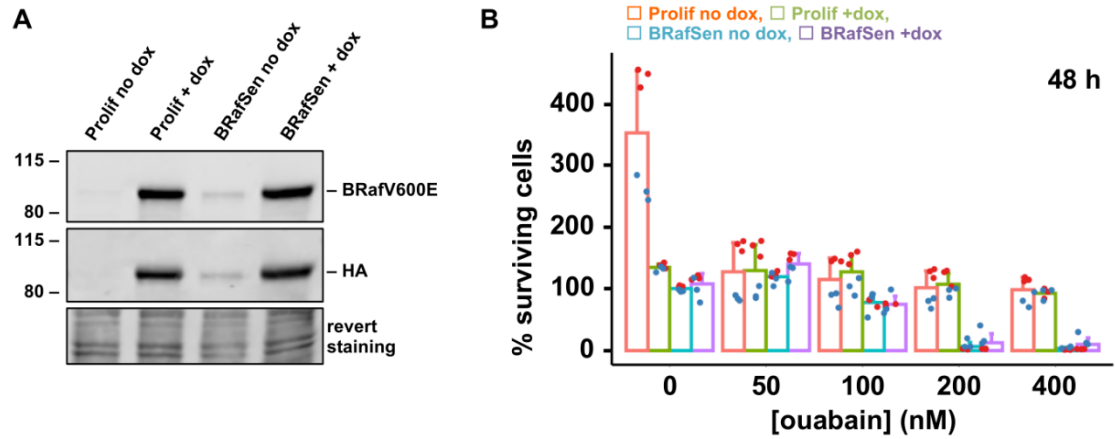 A
Prolif no dox
Prolif + dox
BRafSen no dox
BRafSen + dox
115 –
80 –
– BRafV600E
115 –
80 –
– HA
revert
staining
B
Prolif no dox, Prolif +dox,
BRafSen no dox, BRafSen +dox
48 h
% surviving cells
400
300
200
100
0
0 50 100 200 400
[ouabain] (nM)